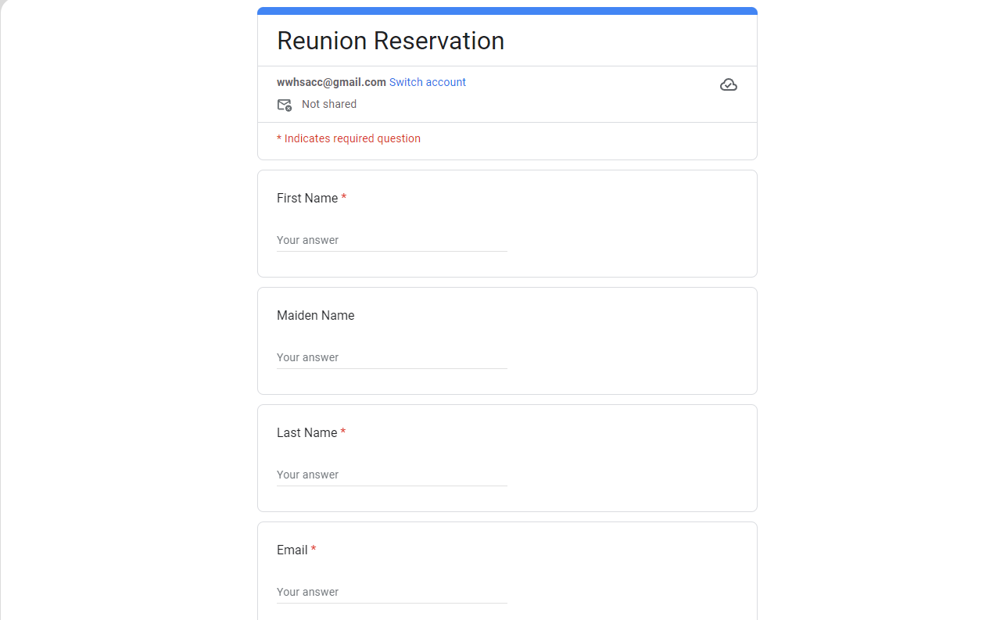 Reunion Reservation
wwhsacc@gmail.com Switch account
Not shared
* Indicates required question
First Name *
Your answer
Maiden Name
Your answer
Last Name *
Your answer
Email *
Your answer